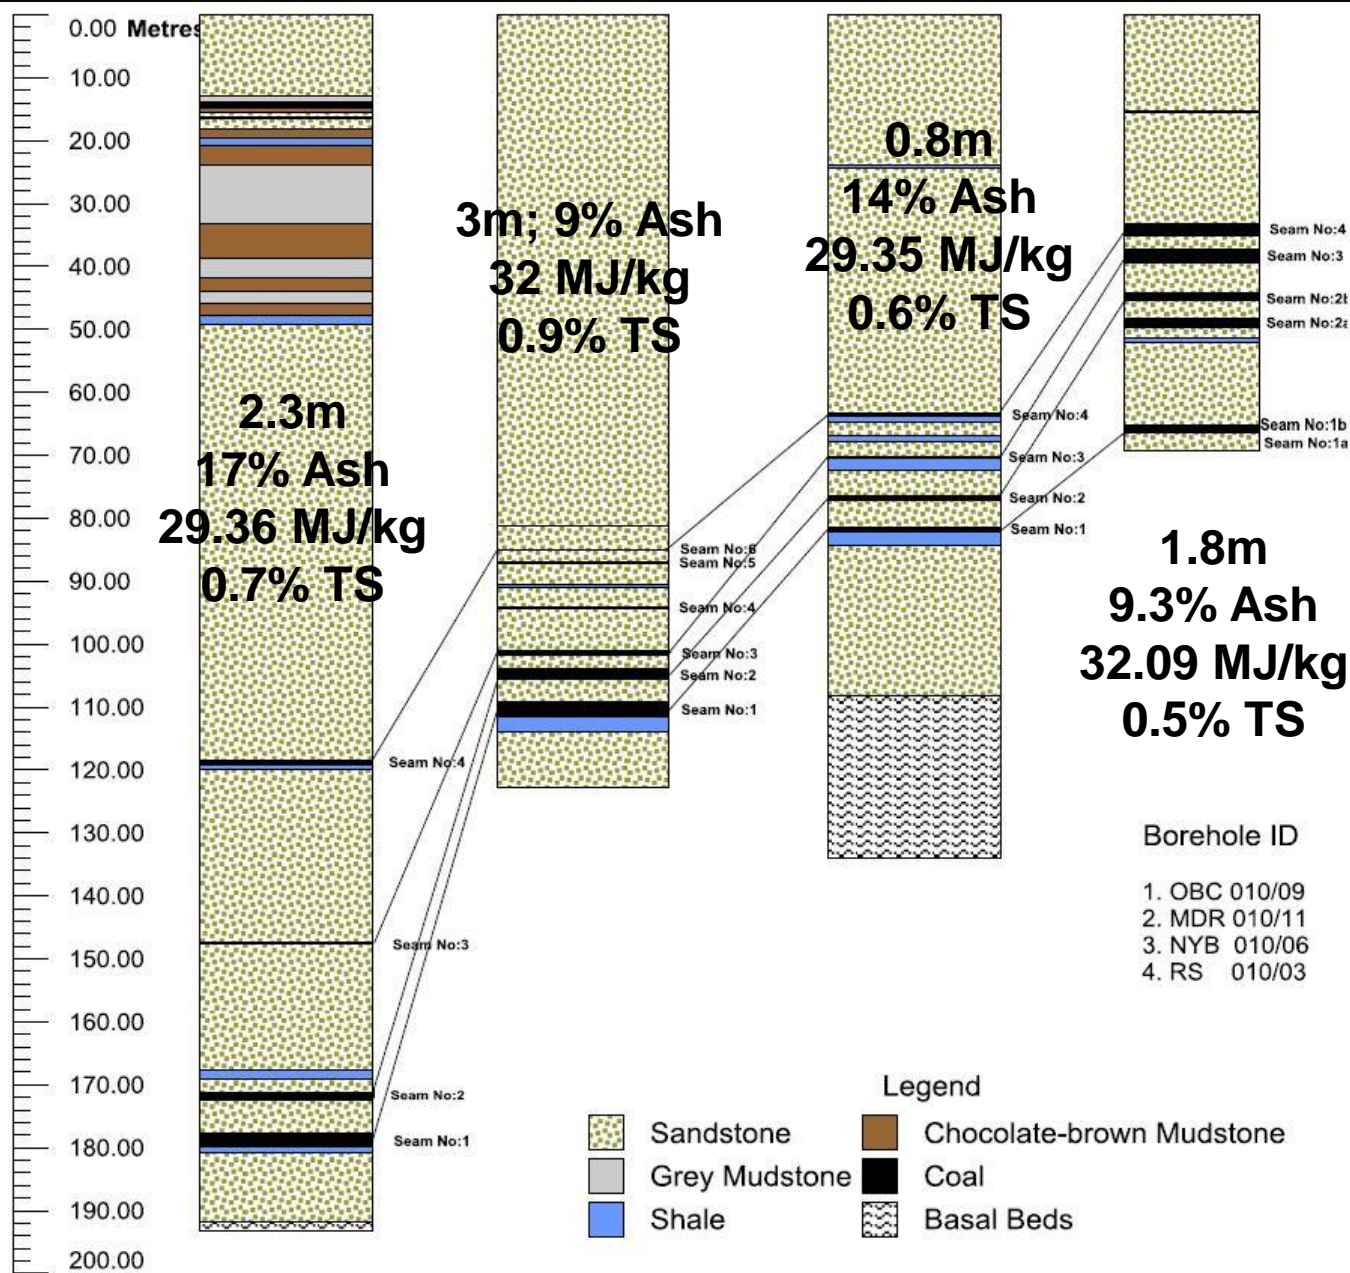 0.00 Metres
10.00
20.00
30.00
40.00
50.00
60.00
70.00
80.00
90.00
100.00
110.00
120.00
130.00
140.00
150.00
160.00
170.00
180.00
190.00
200.00
2.3m
17% Ash
29.36 MJ/kg
0.7% TS
Seam No:4
Seam No:3
Seam No:2
Seam No:1
3m; 9% Ash
32 MJ/kg
0.9% TS
Seam No:6
Seam No:5
Seam No:4
Seam No:3
Seam No:2
Seam No:1
0.8m
14% Ash
29.35 MJ/kg
0.6% TS
Seam No:4
Seam No:3
Seam No:2
Seam No:1
Seam No:4
Seam No:3
Seam No:2b
Seam No:2a
Seam No:1b
Seam No:1a
1.8m
9.3% Ash
32.09 MJ/kg
0.5% TS
Borehole ID
1. OBC 010/09
2. MDR 010/11
3. NYB 010/06
4. RS 010/03
Legend
Sandstone
Chocolate-brown Mudstone
Grey Mudstone
Coal
Shale
Basal Beds